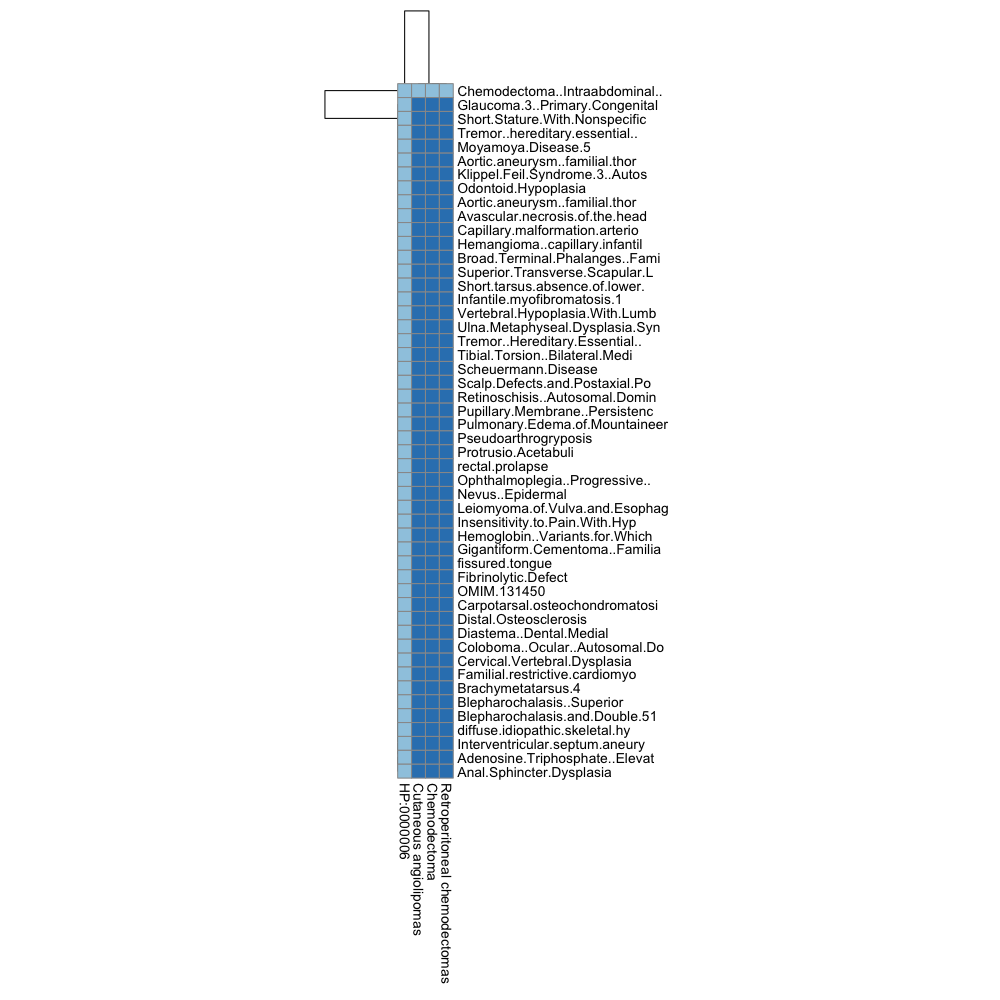 Chemodectoma..Intraabdominal..
Glaucoma.3..Primary.Congenital
Short.Stature.With.Nonspecific
Tremor..hereditary.essential..
Moyamoya.Disease.5
Aortic.aneurysm..familial.thor
Klippel.Feil.Syndrome.3..Autos
Odontoid.Hypoplasia
Aortic.aneurysm..familial.thor
Avascular.necrosis.of.the.head
Capillary.malformation.arterio
Hemangioma..capillary.infantil
Broad.Terminal.Phalanges..Fami
Superior.Transverse.Scapular.L
Short.tarsus.absence.of.lower.
Infantile.myofibromatosis.1
Vertebral.Hypoplasia.With.Lumb
Ulna.Metaphyseal.Dysplasia.Syn
Tremor..Hereditary.Essential..
Tibial.Torsion..Bilateral.Medi
Scheuermann.Disease
Scalp.Defects.and.Postaxial.Po
Retinoschisis..Autosomal.Domin
Pupillary.Membrane..Persistenc
Pulmonary.Edema.of.Mountaineer
Pseudoarthrogryposis
Protrusio.Acetabuli
rectal.prolapse
Ophthalmoplegia..Progressive..
Nevus..Epidermal
Leiomyoma.of.Vulva.and.Esophag
Insensitivity.to.Pain.With.Hyp
Hemoglobin..Variants.for.Which
Gigantiform.Cementoma..Familia
fissured.tongue
Fibrinolytic.Defect
OMIM.131450
Carpotarsal.osteochondromatosi
Distal.Osteosclerosis
Diastema..Dental.Medial
Coloboma..Ocular..Autosomal.Do
Cervical.Vertebral.Dysplasia
Familial.restrictive.cardiomyo
Brachymetatarsus.4
Blepharochalasis..Superior
Blepharochalasis.and.Double.51
diffuse.idiopathic.skeletal.hy
Interventricular.septum.aneury
Adenosine.Triphosphate..Elevat
Anal.Sphincter.Dysplasia
HP:0000006
Cutaneous angiolipomas
Chemodectoma
Retroperitoneal chemodectomas